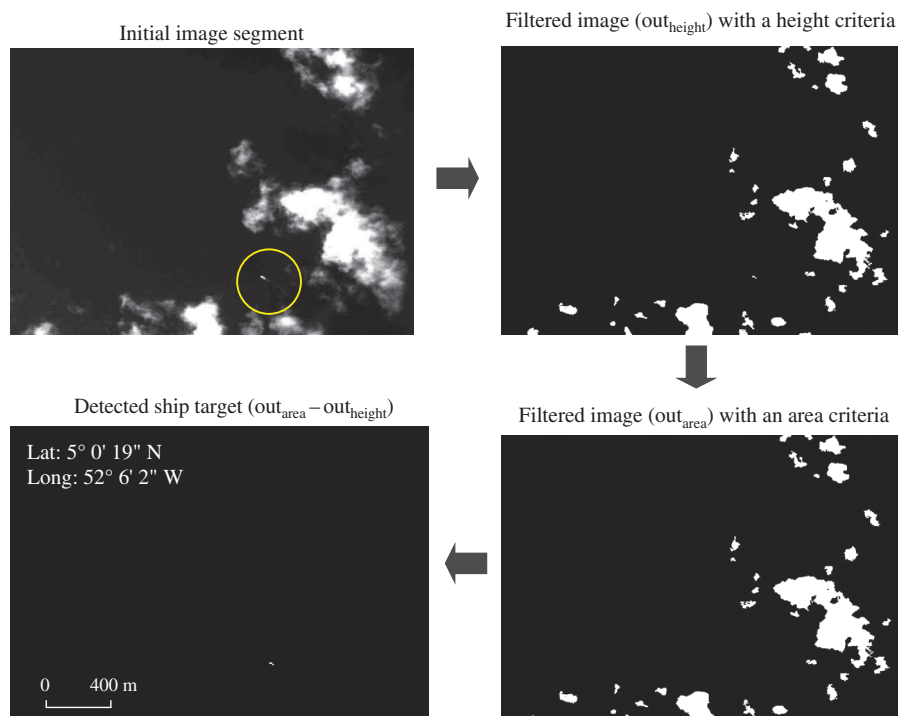 Initial image segment
Filtered image (out_height) with a height criteria
Detected ship target (out_area – out_height)
Lat: 5° 0' 19" N
Long: 52° 6' 2" W
0 400 m
Filtered image (out_area) with an area criteria